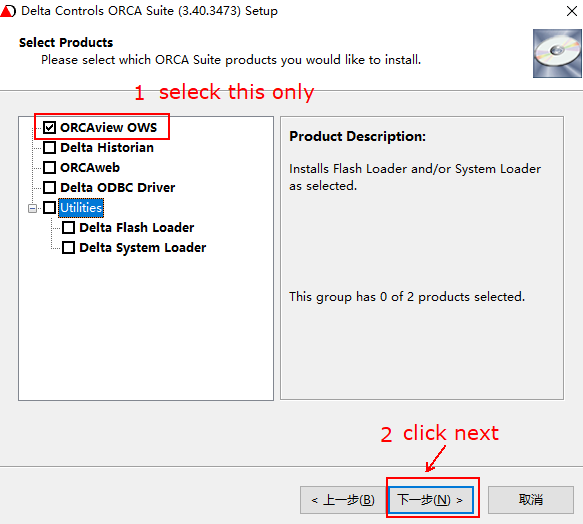 Delta Controls ORCA Suite (3.40.3473) Setup
Select Products
Please select which ORCA Suite products you would like to install.
1 seleck this only
ORCAview OWS
Delta Historian
ORCAweb
Delta ODBC Driver
Utilities
Delta Flash Loader
Delta System Loader
Product Description:
Installs Flash Loader and/or System Loader
as selected.
This group has 0 of 2 products selected.
2 click next
< 上一步(B)
下一步(N) >
取消